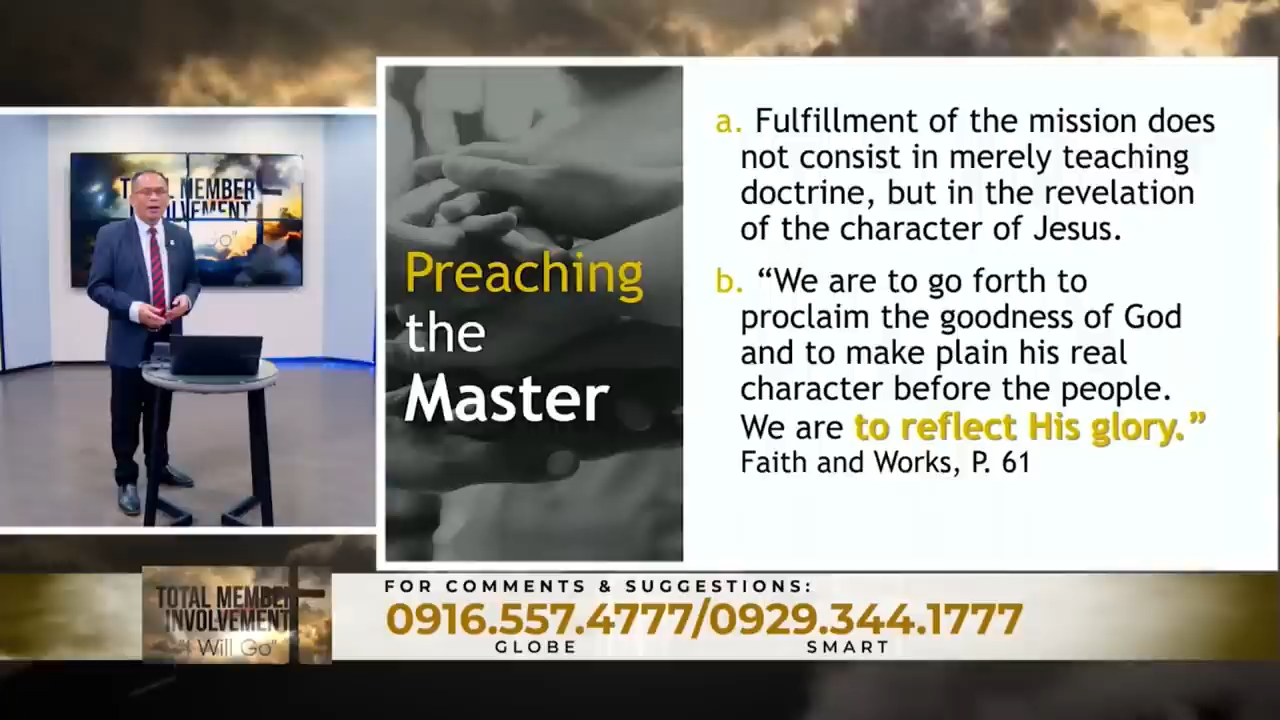 TOTAL MEMBER
INVOLVEMENT
Preaching
the
Master
a. Fulfillment of the mission does
not consist in merely teaching
doctrine, but in the revelation
of the character of Jesus.
b. “We are to go forth to
proclaim the goodness of God
and to make plain his real
character before the people.
We are to reflect His glory.”
Faith and Works, P. 61
TOTAL MEMBER
INVOLVEMENT
"I Will Go"
FOR COMMENTS & SUGGESTIONS:
0916.557.4777/0929.344.1777
GLOBE SMART